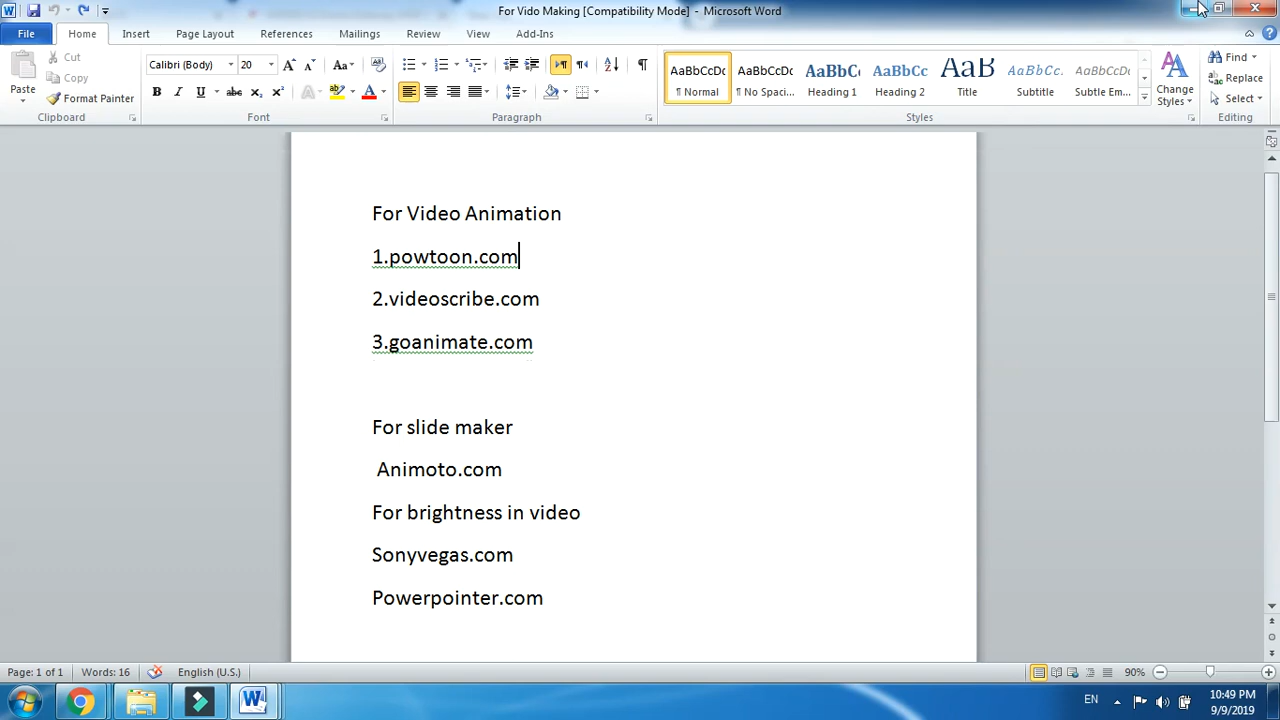 For Vido Making [Compatibility Mode] - Microsoft Word
File Home Insert Page Layout References Mailings Review View Add-Ins
Cut
Copy
Format Painter
Paste
Clipboard
Calibri (Body) 20
Font
Paragraph
AaBbCcDc AaBbCcDc AaBbCc AaBbCc AaB AaBbCc. AaBbCcDc
¶ Normal ¶ No Spaci... Heading 1 Heading 2 Title Subtitle Subtle Em...
Change Styles
Styles
Find
Replace
Select
Editing
For Video Animation
1.powtoon.com
2.videoscribe.com
3.goanimate.com
For slide maker
Animoto.com
For brightness in video
Sonyvegas.com
Powerpointer.com
Page: 1 of 1 Words: 16 English (U.S.) 90%
EN 10:49 PM
9/9/2019